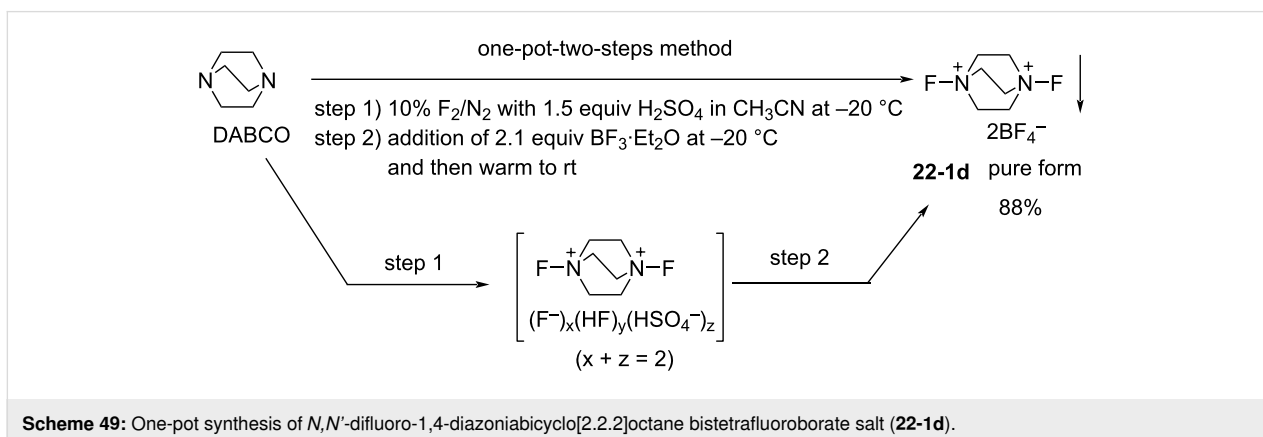 one-pot-two-steps method
N N
DABCO
step 1) 10% F₂/N₂ with 1.5 equiv H₂SO₄ in CH₃CN at –20 °C
step 2) addition of 2.1 equiv BF₃·Et₂O at –20 °C
and then warm to rt
F–N⁺ N⁺–F
2BF₄⁻
22-1d pure form
88%
step 1
F–N⁺ N⁺–F
(F⁻)ₓ(HF)y(HSO₄⁻)z
(x + z = 2)
step 2
Scheme 49: One-pot synthesis of N,N’-difluoro-1,4-diazoniabicyclo[2.2.2]octane bistetrafluoroborate salt (22-1d).